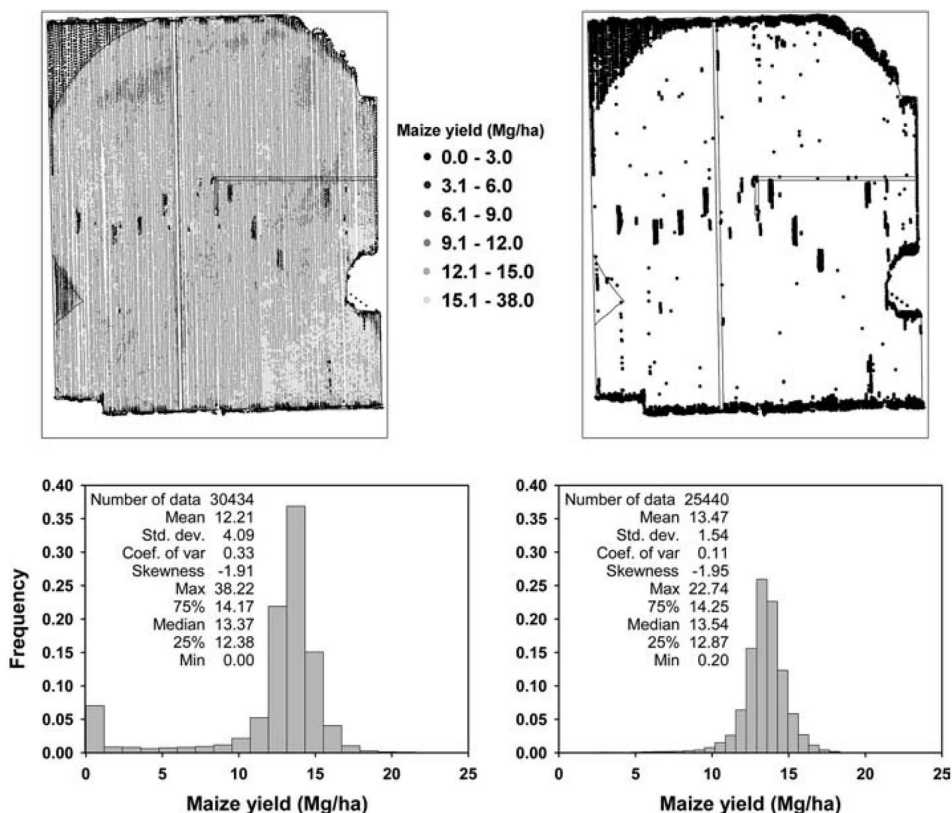 Maize yield (Mg/ha)
0.0 - 3.0
3.1 - 6.0
6.1 - 9.0
9.1 - 12.0
12.1 - 15.0
15.1 - 38.0
0.40
0.35
0.30
0.25
0.20
0.15
0.10
0.05
0.00
Frequency
Number of data 30434
Mean 12.21
Std. dev. 4.09
Coef. of var 0.33
Skewness -1.91
Max 38.22
75% 14.17
Median 13.37
25% 12.38
Min 0.00
0 5 10 15 20 25
Maize yield (Mg/ha)
0.40
0.35
0.30
0.25
0.20
0.15
0.10
0.05
0.00
Number of data 25440
Mean 13.47
Std. dev. 1.54
Coef. of var 0.11
Skewness -1.95
Max 22.74
75% 14.25
Median 13.54
25% 12.87
Min 0.20
0 5 10 15 20 25
Maize yield (Mg/ha)